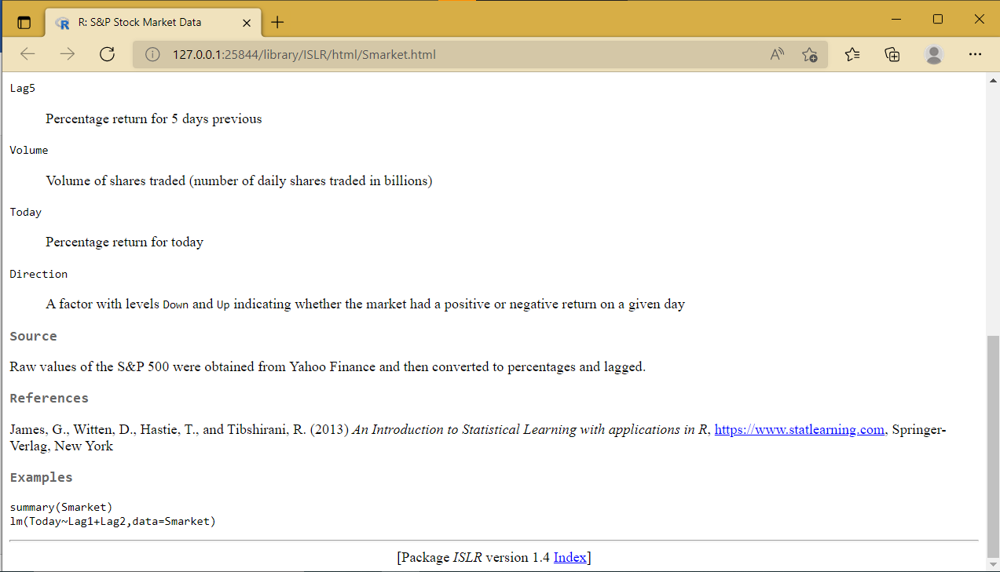 R: S&P Stock Market Data
127.0.0.1:25844/library/ISLR/html/Smarket.html
Lag5
Percentage return for 5 days previous
Volume
Volume of shares traded (number of daily shares traded in billions)
Today
Percentage return for today
Direction
A factor with levels Down and Up indicating whether the market had a positive or negative return on a given day
Source
Raw values of the S&P 500 were obtained from Yahoo Finance and then converted to percentages and lagged.
References
James, G., Witten, D., Hastie, T., and Tibshirani, R. (2013) An Introduction to Statistical Learning with applications in R, https://www.statlearning.com, Springer-
Verlag, New York
Examples
summary(Smarket)
lm(Today~Lag1+Lag2,data=Smarket)
[Package ISLR version 1.4 Index]